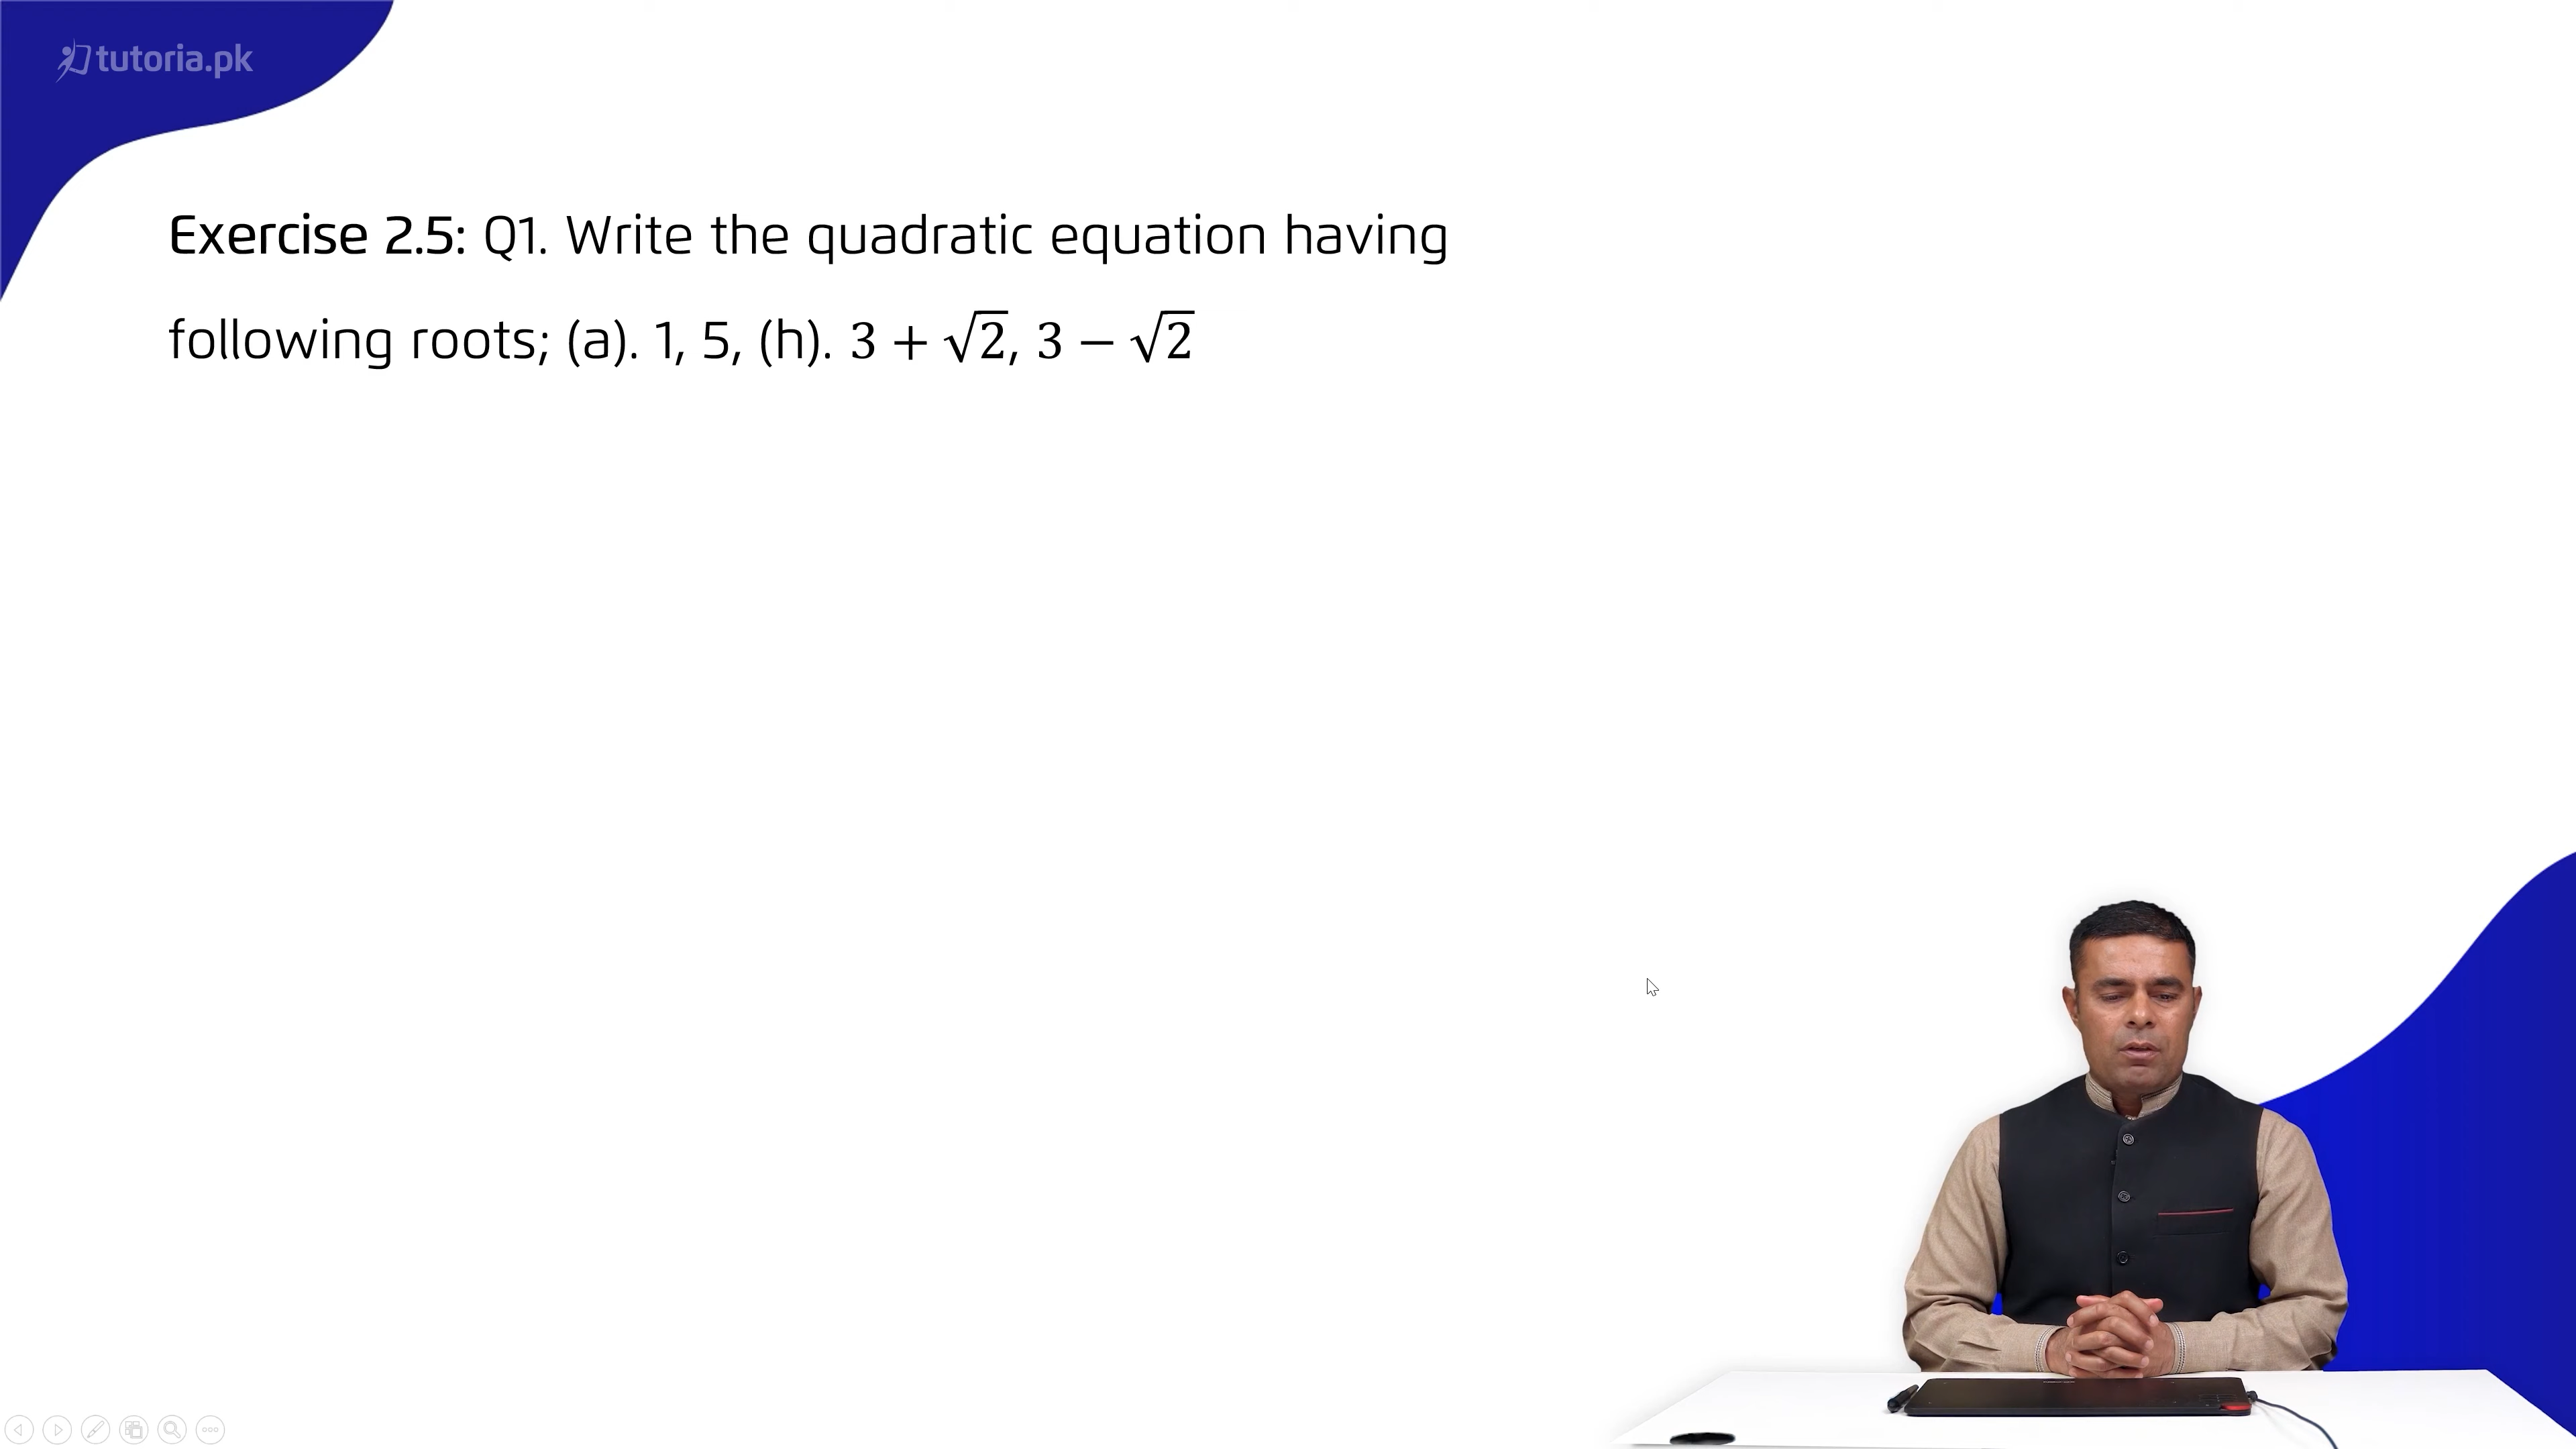 tutoria.pk
Exercise 2.5: Q1. Write the quadratic equation having
following roots; (a). 1, 5, (h). 3 + √2, 3 − √2